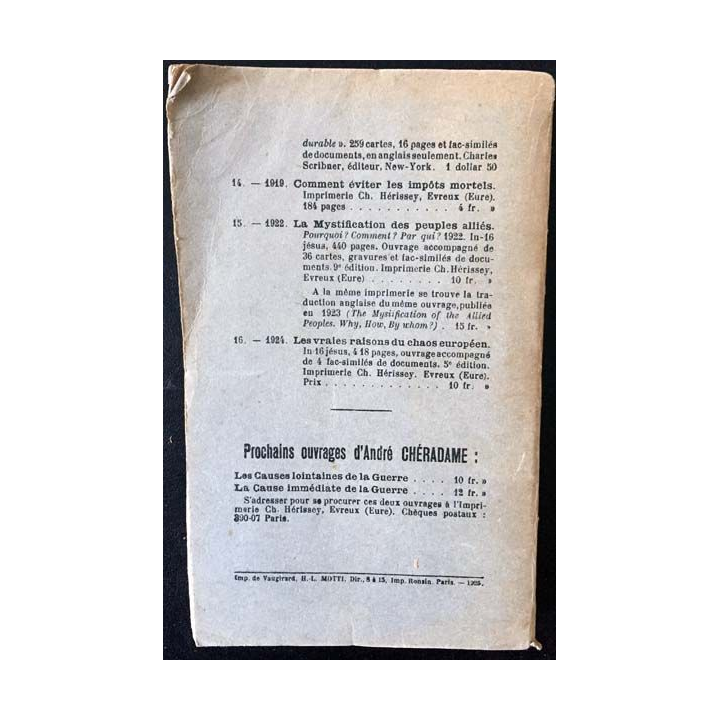 durable ». 259 cartes, 16 pages et fac-similés
de documents, en anglais seulement. Charles
Scribner, éditeur, New-York. 1 dollar 50
14. — 1919. Comment éviter les impôts mortels.
Imprimerie Ch. Hérissey, Evreux (Eure).
184 pages . . . . . . . . . . . 4 fr. »
15. — 1922. La Mystification des peuples alliés.
Pourquoi ? Comment ? Par qui ? 1922. In-16
jésus, 440 pages. Ouvrage accompagné de
36 cartes, gravures et fac-similés de docu-
ments. 9e édition. Imprimerie Ch. Hérissey,
Evreux (Eure) . . . . . . . . 10 fr. »
A la même imprimerie se trouve la tra-
duction anglaise du même ouvrage, publiée
en 1923 (The Mystification of the Allied
Peoples. Why, How, By whom?) . 15 fr. »
16. — 1924. Les vraies raisons du chaos européen.
In 16 jésus, 418 pages, ouvrage accompagné
de 4 fac-similés de documents. 5e édition.
Imprimerie Ch. Hérissey. Evreux (Eure).
Prix . . . . . . . . . . . . . 10 fr. »
Prochains ouvrages d'André CHÉRADAME :
Les Causes lointaines de la Guerre . . . . 10 fr. »
La Cause immédiate de la Guerre . . . . 12 fr. »
S'adresser pour se procurer ces deux ouvrages à l'Impri-
merie Ch. Hérissey, Evreux (Eure). Chèques postaux :
390-07 Paris.
Imp. de Vaugirard, H.-L. MOTTI, Dir., 8 à 15, Imp. Ronsin. Paris. — 1925.